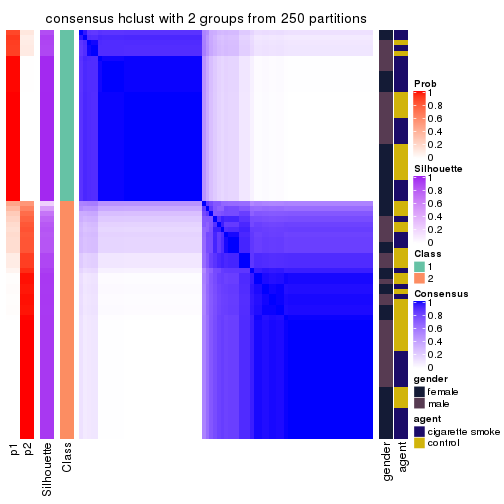 consensus hclust with 2 groups from 250 partitions
Prob
1
0.8
0.6
0.4
0.2
0
Silhouette
1
0.8
0.6
0.4
0.2
0
Class
1
2
Consensus
1
0.8
0.6
0.4
0.2
0
gender
female
male
agent
cigarette smoke
control
p1
p2
Silhouette
Class
gender
agent